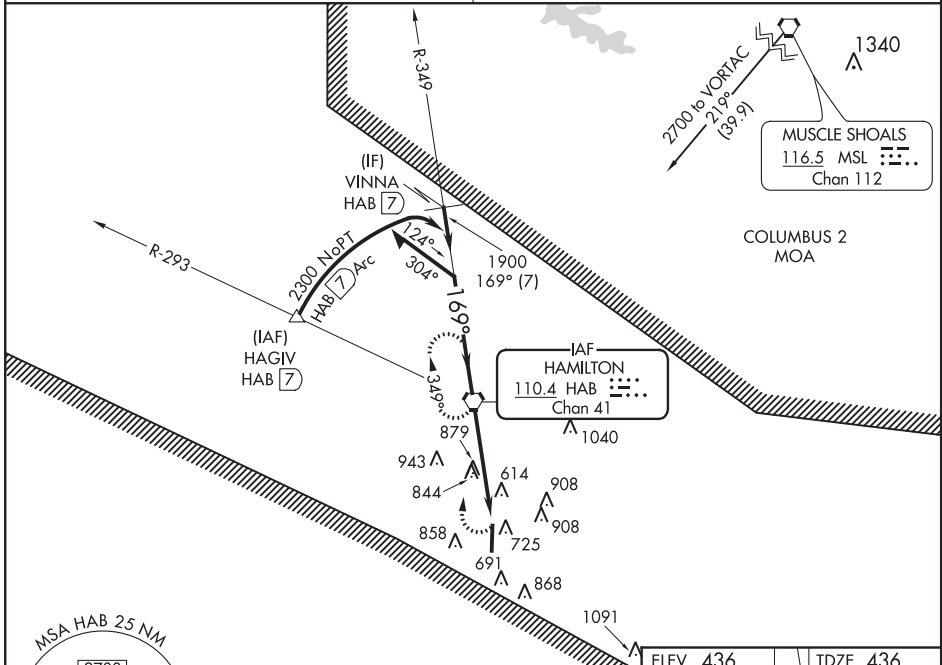 R-349
1340
2700 to VORTAC
219°
(39.9)
MUSCLE SHOALS
116.5 MSL
Chan 112
COLUMBUS 2
MOA
(IF)
VINNA
HAB 7
124°
304°
1900
169° (7)
R-293
2300 NoPT
HAB 7 Arc
(IAF)
HAGIV
HAB 7
169°
349°
IAF
HAMILTON
110.4 HAB
Chan 41
1040
879
943
844
614
908
908
858
725
691
868
1091
MSA HAB 25 NM
ELEV 436
TDZE 436